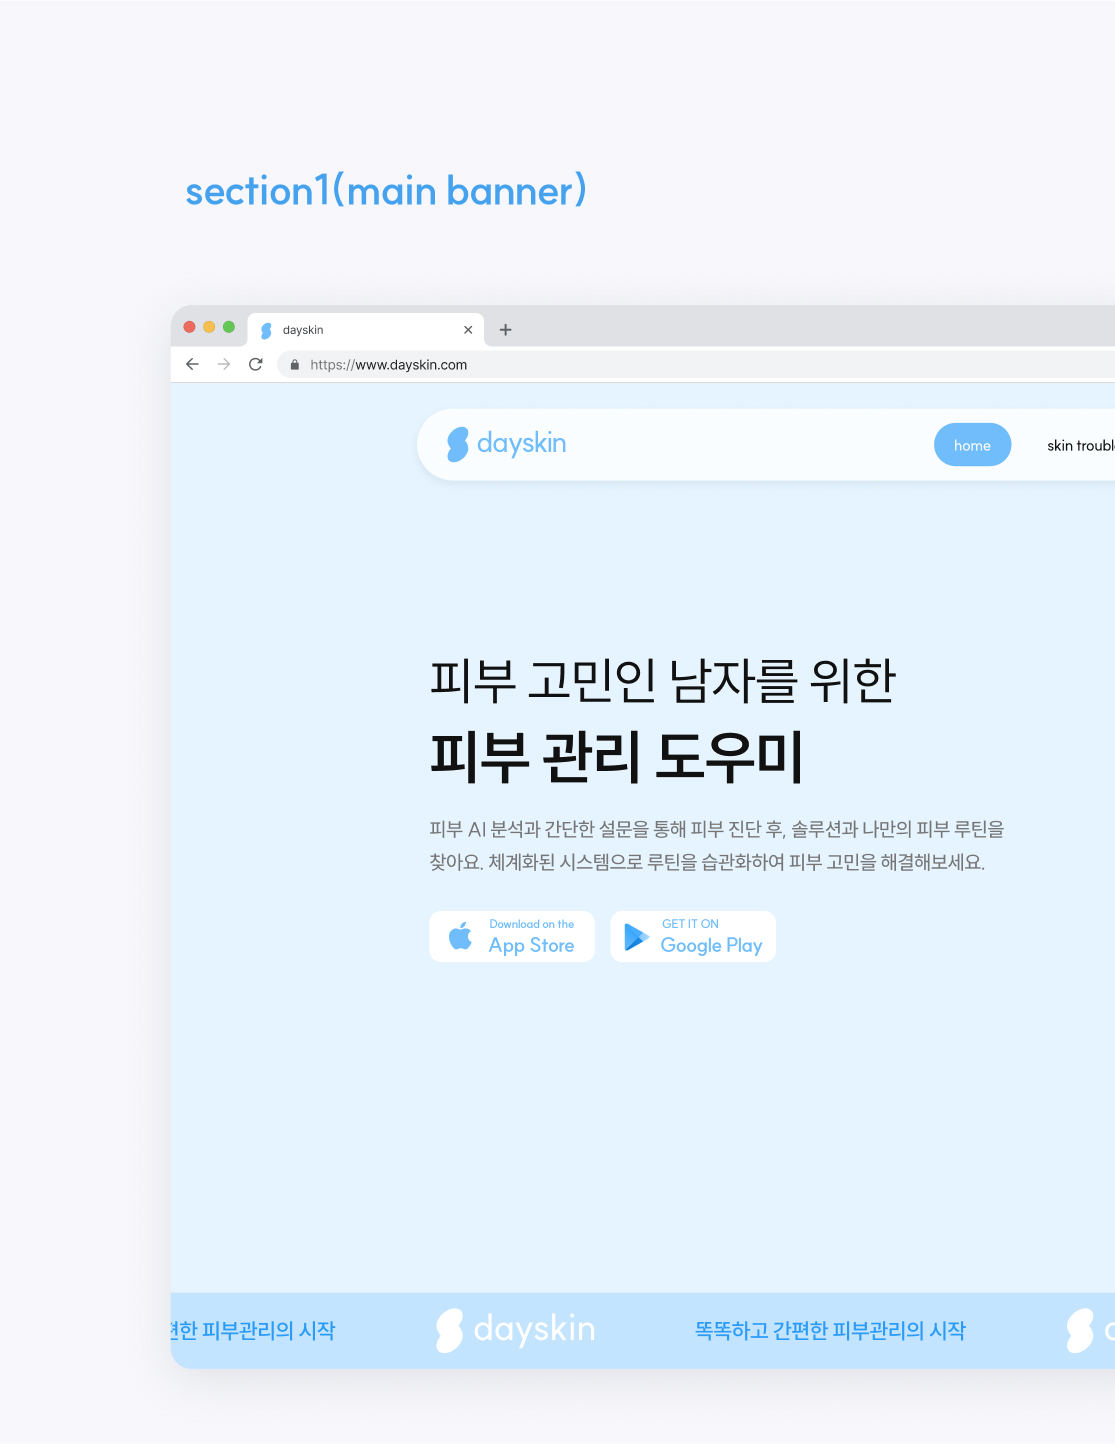 section1(main banner)
dayskin
https://www.dayskin.com
dayskin
home
skin
피부 고민인 남자를 위한
피부 관리 도우미
피부 AI 분석과 간단한 설문을 통해 피부 진단 후, 솔루션과 나만의 피부 루틴을
찾아요. 체계화된 시스템으로 루틴을 습관화하여 피부 고민을 해결해보세요.
Download on the
App Store
GET IT ON
Google Play
피부관리의 시작
dayskin
똑똑하고 간편한 피부관리의 시작